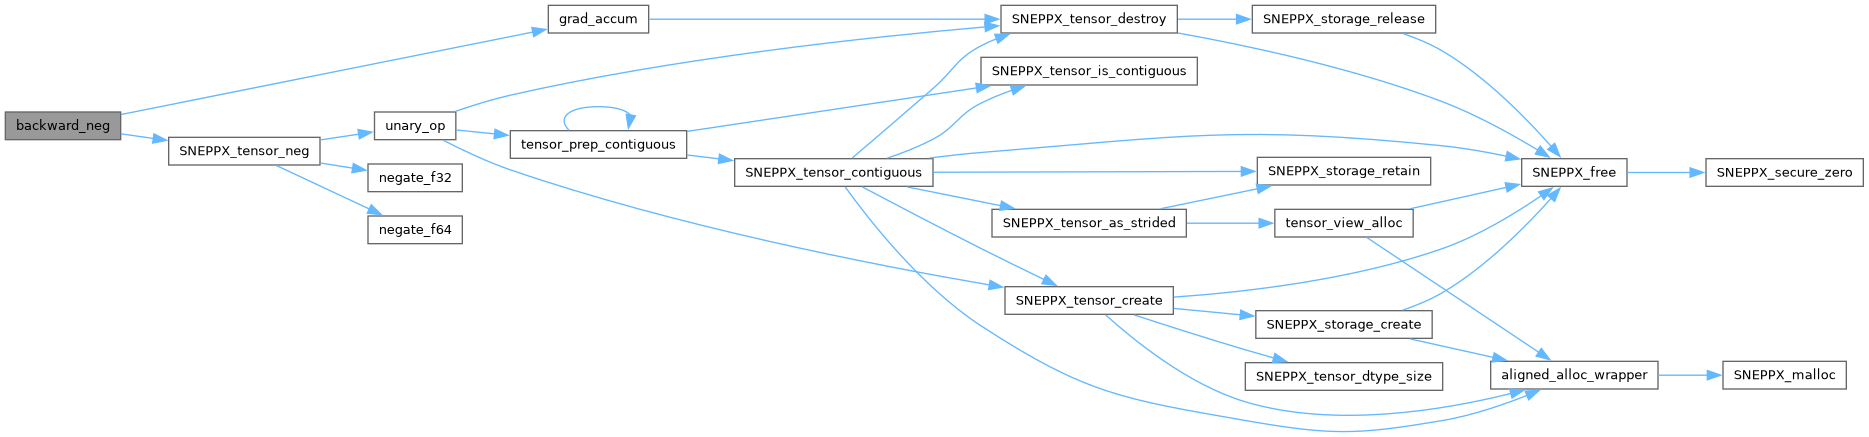 backward_neg
grad_accum
SNEPPX_tensor_neg
unary_op
negate_f32
negate_f64
tensor_prep_contiguous
SNEPPX_tensor_destroy
SNEPPX_tensor_is_contiguous
SNEPPX_tensor_contiguous
SNEPPX_tensor_as_strided
SNEPPX_tensor_create
SNEPPX_storage_release
SNEPPX_storage_retain
tensor_view_alloc
SNEPPX_storage_create
SNEPPX_tensor_dtype_size
SNEPPX_free
aligned_alloc_wrapper
SNEPPX_secure_zero
SNEPPX_malloc